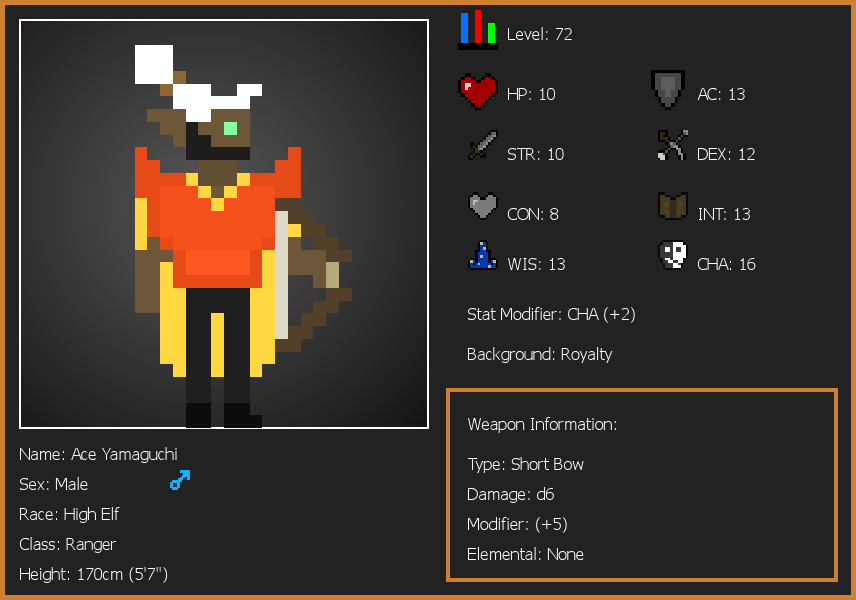 Level: 72
HP: 10
AC: 13
STR: 10
DEX: 12
CON: 8
INT: 13
WIS: 13
CHA: 16
Stat Modifier: CHA (+2)
Background: Royalty
Weapon Information:
Type: Short Bow
Damage: d6
Modifier: (+5)
Elemental: None
Name: Ace Yamaguchi
Sex: Male
Race: High Elf
Class: Ranger
Height: 170cm (5'7")